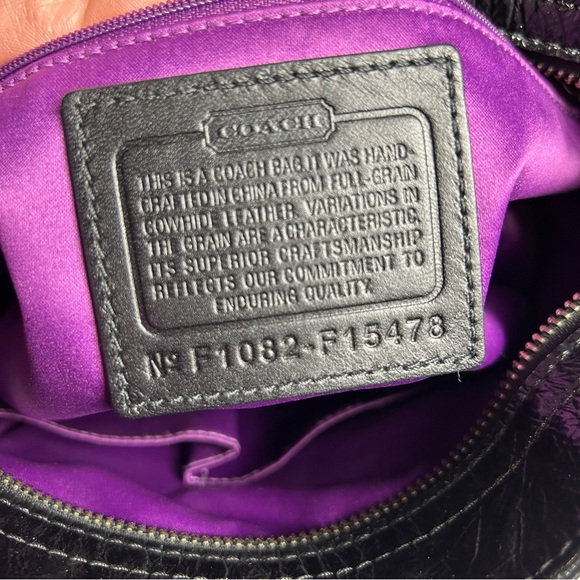 COACH
THIS IS A COACH BAG.IT WAS HAND-
CRAFTED IN CHINA FROM FULL-GRAIN
COWHIDE LEATHER. VARIATIONS IN
THE GRAIN ARE A CHARACTERISTIC.
ITS SUPERIOR CRAFTSMANSHIP
REFLECTS OUR COMMITMENT TO
ENDURING QUALITY.
Nº F1082-F15478